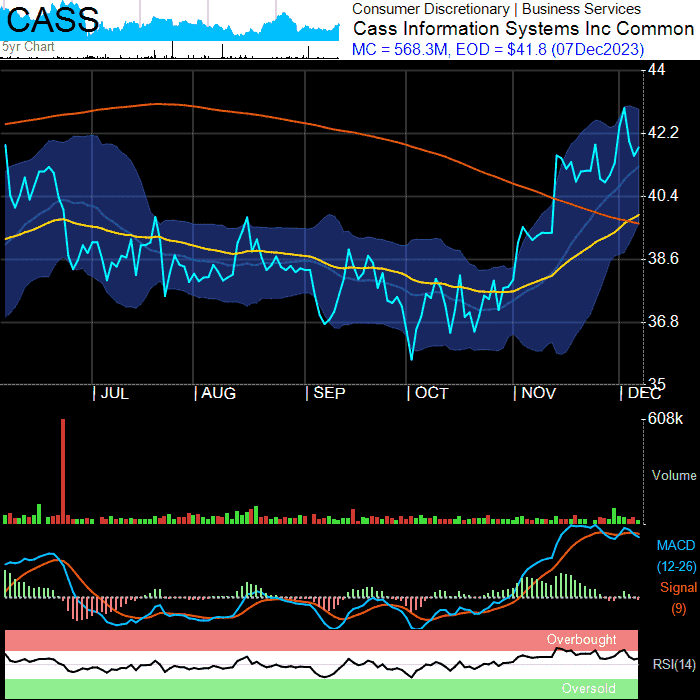 CASS
5yr Chart
Consumer Discretionary | Business Services
Cass Information Systems Inc Common
MC = 568.3M, EOD = $41.8 (07Dec2023)
44
42.2
40.4
38.6
36.8
35
JUL AUG SEP OCT NOV DEC
608k
Volume
MACD
(12-26)
Signal
(9)
Overbought
RSI(14)
Oversold